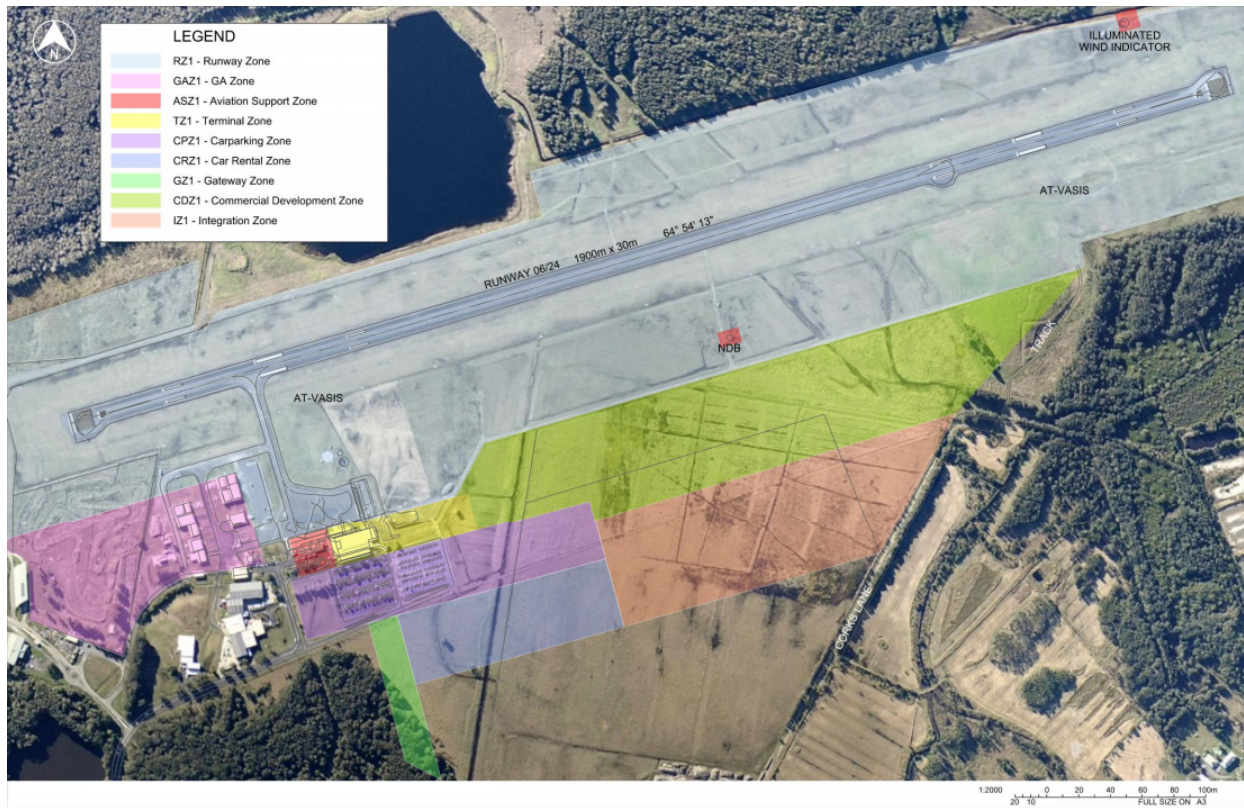 N
LEGEND
RZ1 - Runway Zone
GAZ1 - GA Zone
ASZ1 - Aviation Support Zone
TZ1 - Terminal Zone
CPZ1 - Carparking Zone
CRZ1 - Car Rental Zone
GZ1 - Gateway Zone
CDZ1 - Commercial Development Zone
IZ1 - Integration Zone
ILLUMINATED
WIND INDICATOR
AT-VASIS
RUNWAY 06/24 1900m x 30m 64° 54' 13"
NDB
TRACK
AT-VASIS
CORKS LANE
1:2000
20 10 0 20 40 60 80 100m
FULL SIZE ON A3